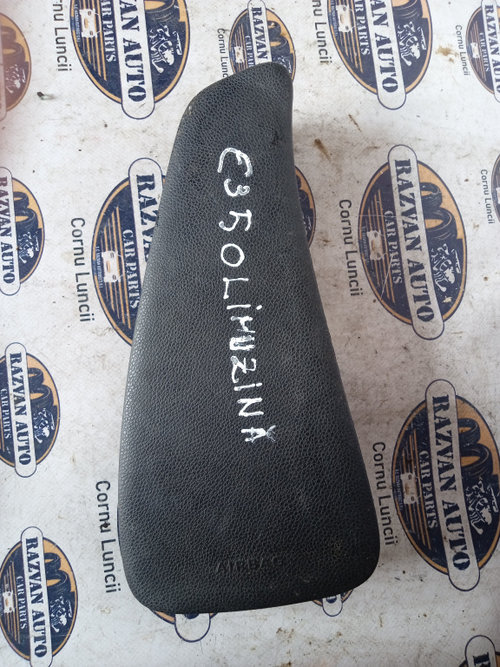 E350 LiMUZINA
AIRBAG
RAZVAN AUTO
CAR PARTS
Cornu Luncii